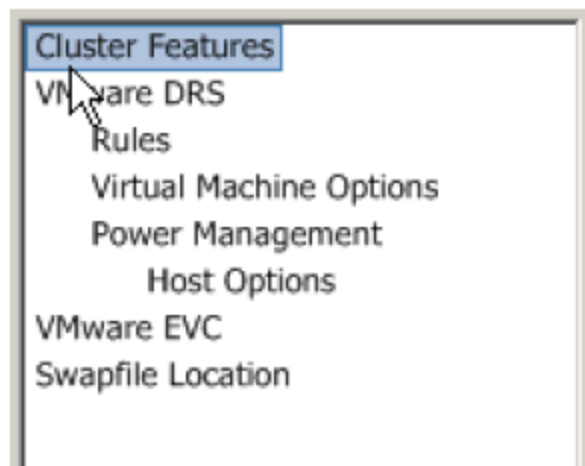 Cluster Features
VMware DRS
Rules
Virtual Machine Options
Power Management
Host Options
VMware EVC
Swapfile Location